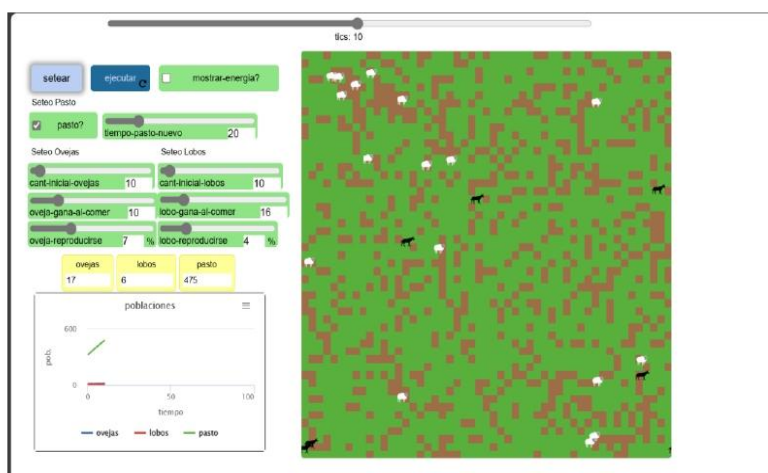 tics: 10
setear
ejecutar
mostrar-energia?
Seteo Pasto
pasto?
tiempo-pasto-nuevo 20
Seteo Ovejas Seteo Lobos
cant-inicial-ovejas 10 cant-inicial-lobos 10
oveja-gana-al-comer 10 lobo-gana-al-comer 16
oveja-reproducirse 7 % lobo-reproducirse 4 %
ovejas lobos pasto
17 6 475
poblaciones
600
pob.
0
0 50 100
tiempo
ovejas lobos pasto